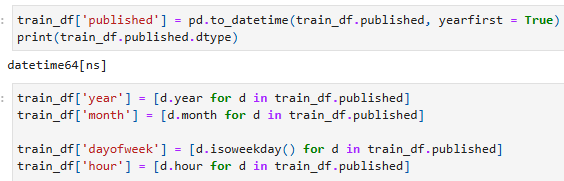 : train_df['published'] = pd.to_datetime(train_df.published, yearfirst = True)
print(train_df.published.dtype)
datetime64[ns]
: train_df['year'] = [d.year for d in train_df.published]
train_df['month'] = [d.month for d in train_df.published]
train_df['dayofweek'] = [d.isoweekday() for d in train_df.published]
train_df['hour'] = [d.hour for d in train_df.published]